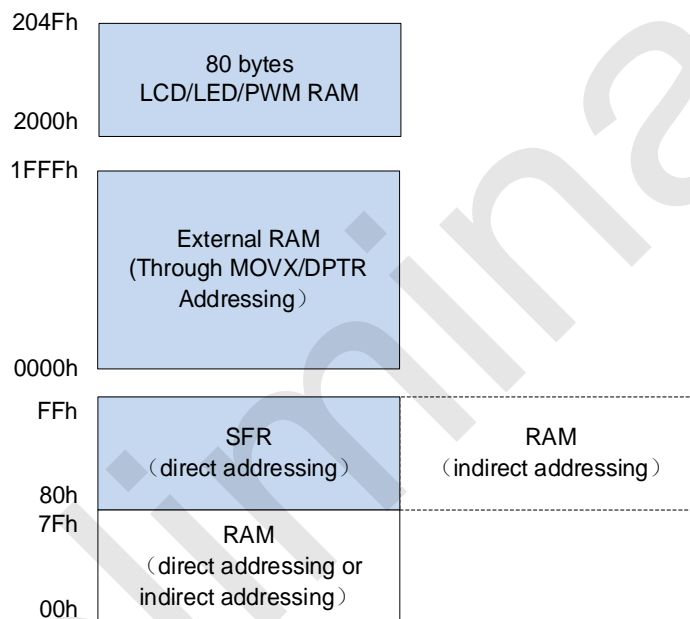 204Fh
80 bytes
LCD/LED/PWM RAM
2000h
1FFFh
External RAM
(Through MOVX/DPTR
Addressing）
0000h
FFh
SFR
（direct addressing）
RAM
（indirect addressing）
80h
7Fh
RAM
（direct addressing or
indirect addressing）
00h
limina